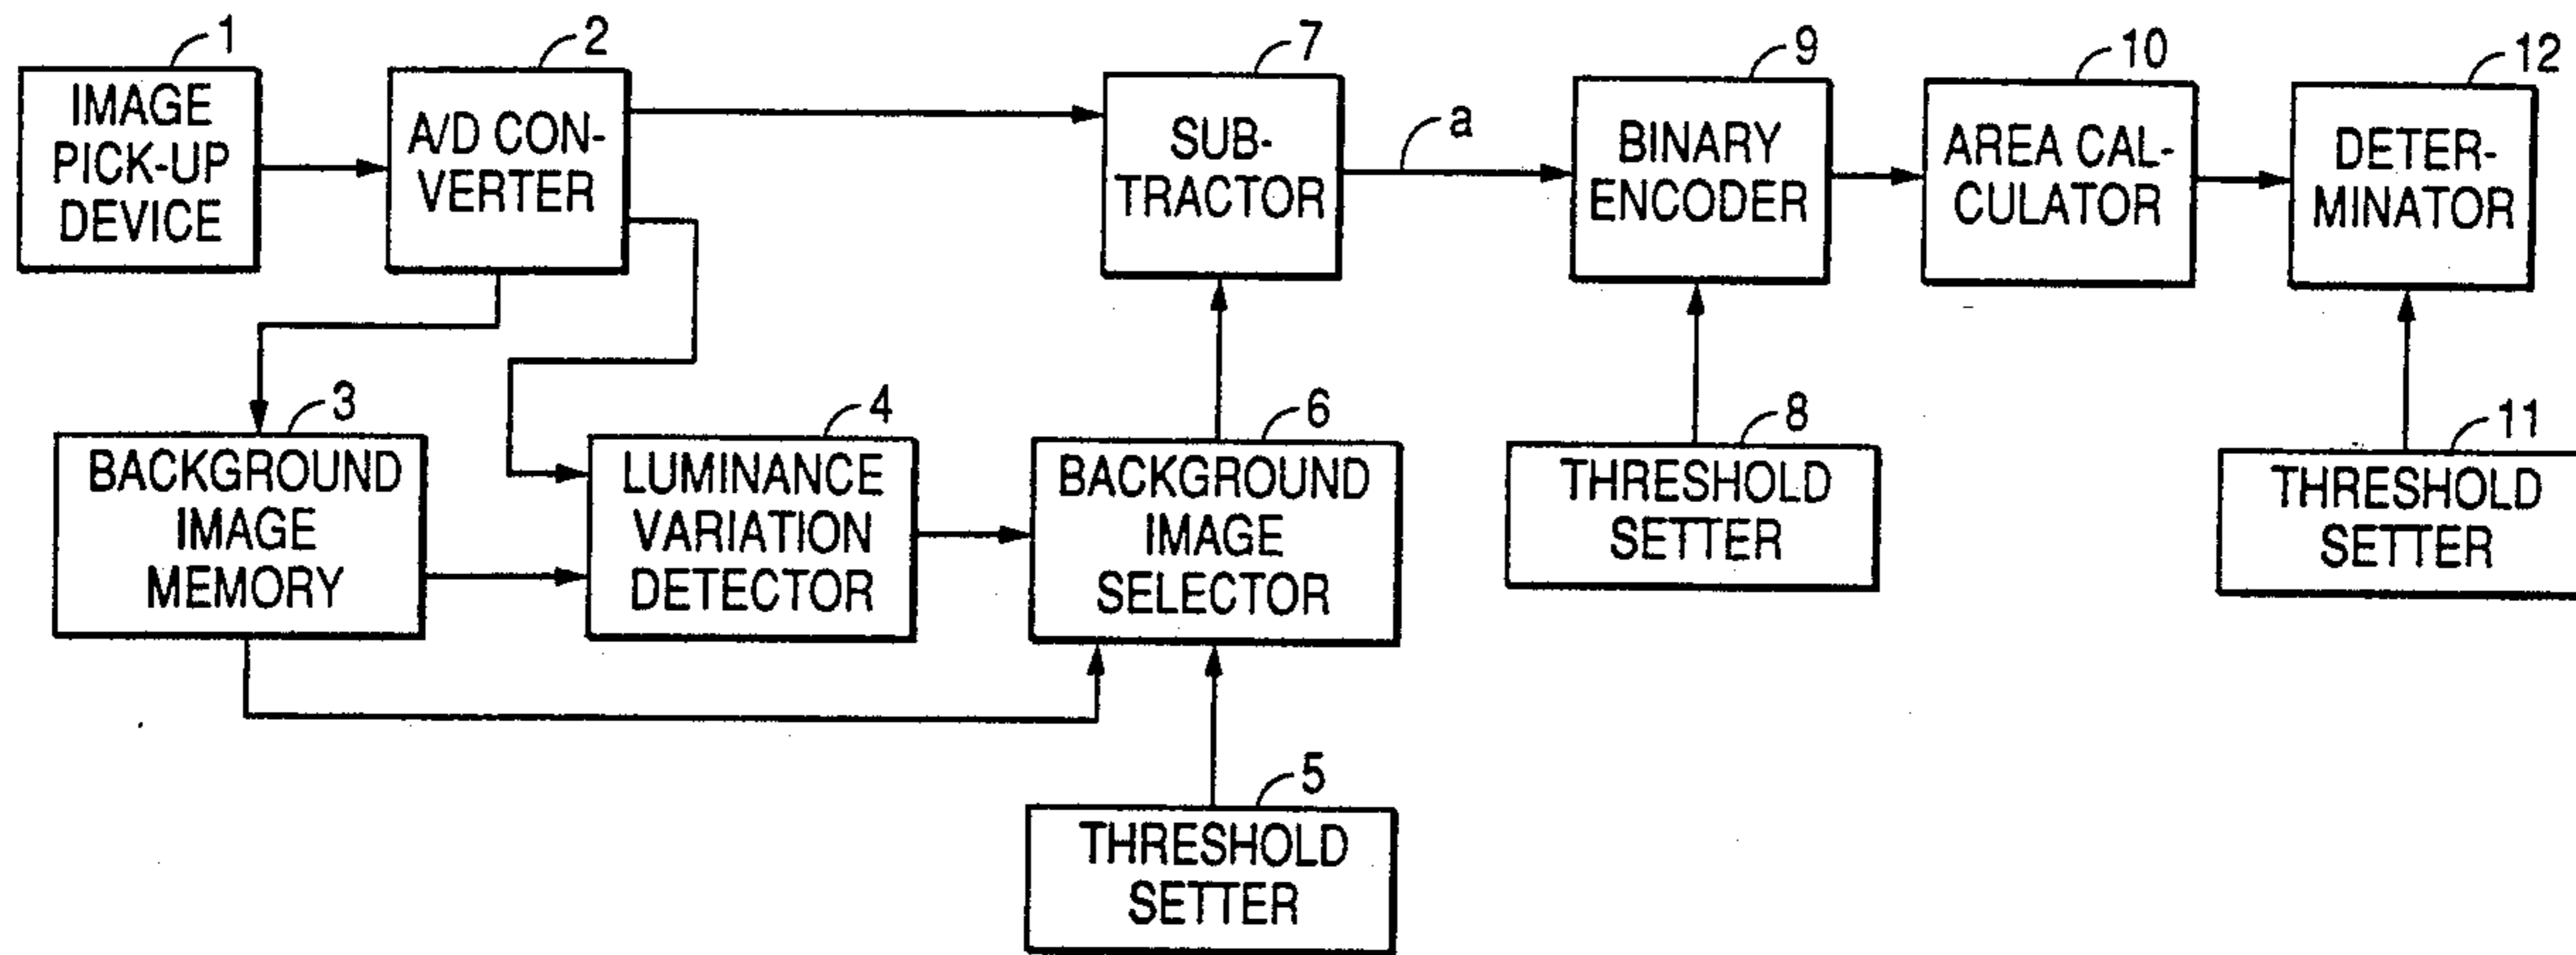 1
IMAGE
PICK-UP
DEVICE
2
A/D CON-
VERTER
7
SUB-
TRACTOR
a
9
BINARY
ENCODER
10
AREA CAL-
CULATOR
12
DETER-
MINATOR
3
BACKGROUND
IMAGE
MEMORY
4
LUMINANCE
VARIATION
DETECTOR
6
BACKGROUND
IMAGE
SELECTOR
8
THRESHOLD
SETTER
11
THRESHOLD
SETTER
5
THRESHOLD
SETTER